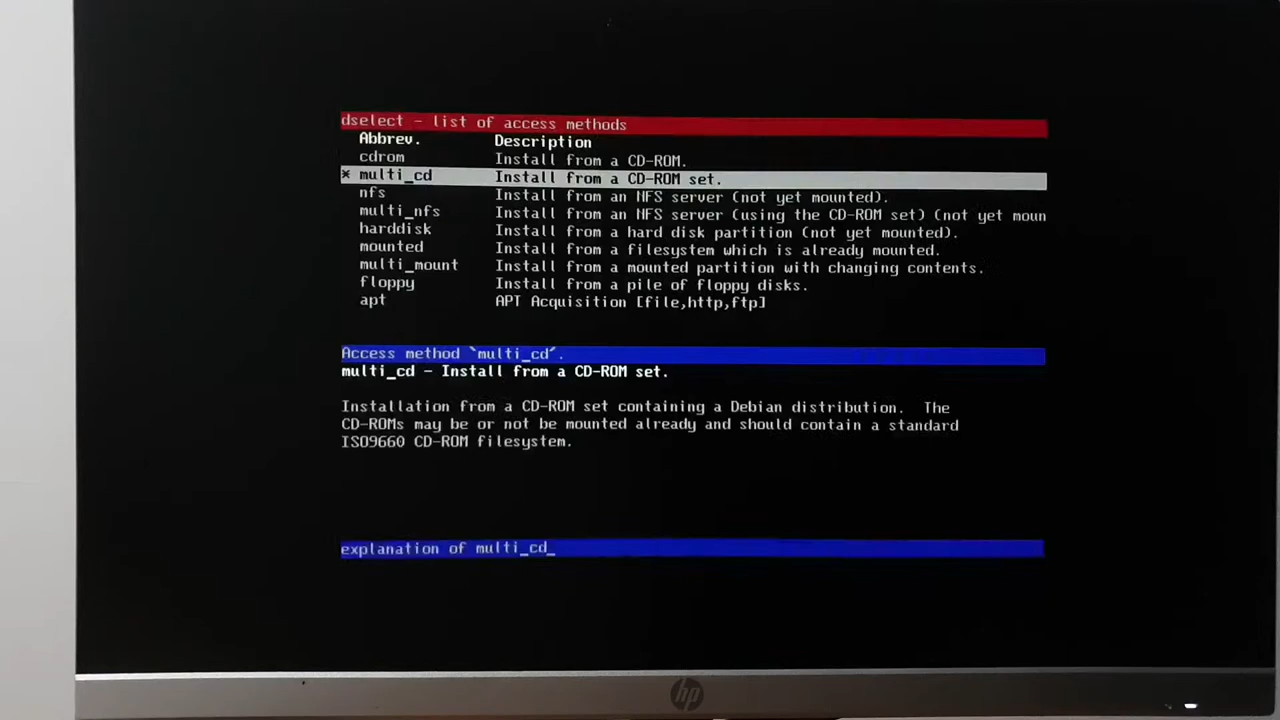 dselect - list of access methods
Abbrev. Description
cdrom Install from a CD-ROM.
* multi_cd Install from a CD-ROM set.
nfs Install from an NFS server (not yet mounted).
multi_nfs Install from an NFS server (using the CD-ROM set) (not yet moun
harddisk Install from a hard disk partition (not yet mounted).
mounted Install from a filesystem which is already mounted.
multi_mount Install from a mounted partition with changing contents.
floppy Install from a pile of floppy disks.
apt APT Acquisition [file,http,ftp]
Access method `multi_cd´.
multi_cd - Install from a CD-ROM set.
Installation from a CD-ROM set containing a Debian distribution. The
CD-ROMs may be or not be mounted already and should contain a standard
ISO9660 CD-ROM filesystem.
explanation of multi_cd_
hp